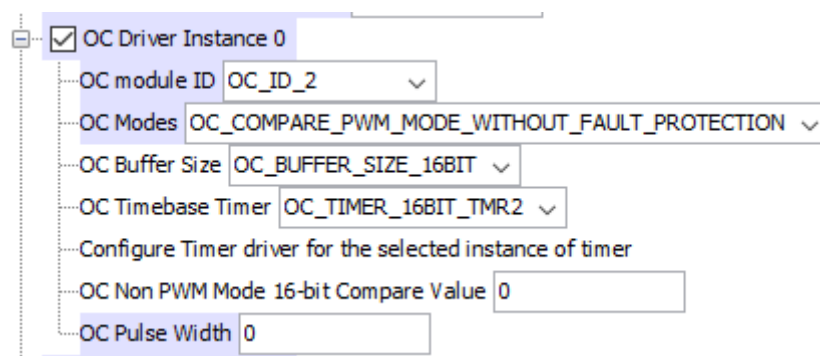 OC Driver Instance 0
OC module ID OC_ID_2
OC Modes OC_COMPARE_PWM_MODE_WITHOUT_FAULT_PROTECTION
OC Buffer Size OC_BUFFER_SIZE_16BIT
OC Timebase Timer OC_TIMER_16BIT_TMR2
Configure Timer driver for the selected instance of timer
OC Non PWM Mode 16-bit Compare Value 0
OC Pulse Width 0